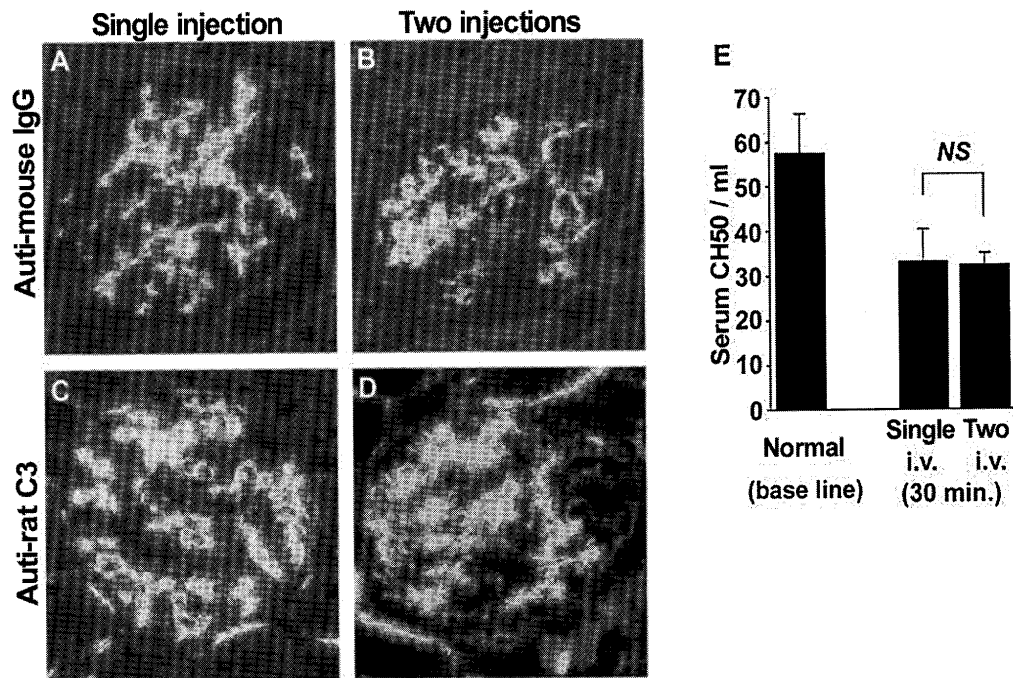 Single injection
Two injections
Auti-mouse IgG
Auti-rat C3
A
B
C
D
E
Serum CH50 / ml
70
60
50
40
30
20
10
0
NS
Normal
(base line)
Single Two
i.v. i.v.
(30 min.)